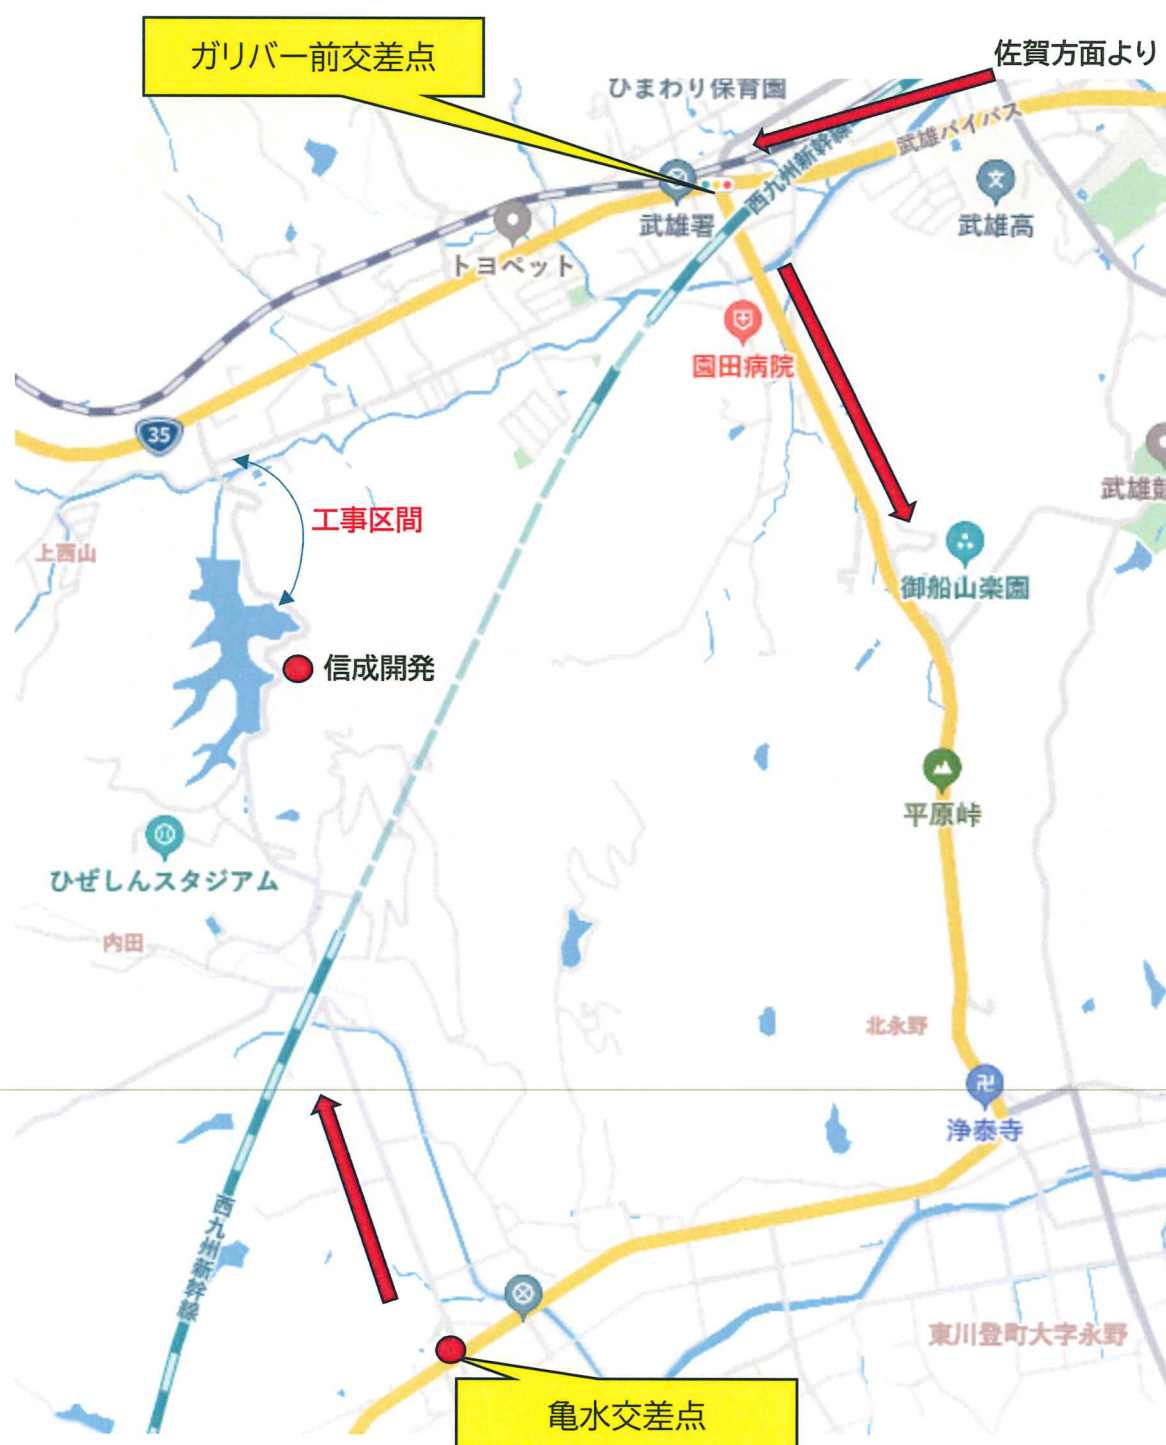 ガリバー前交差点
佐賀方面より
ひまわり保育園
武雄バイパス
西九州新幹線
武雄署
文
武雄高
トヨペット
園田病院
35
武雄競
工事区間
上西山
御船山楽園
信成開発
平原峠
ひぜしんスタジアム
内田
北永野
卍
浄泰寺
西九州新幹線
東川登町大字永野
亀水交差点